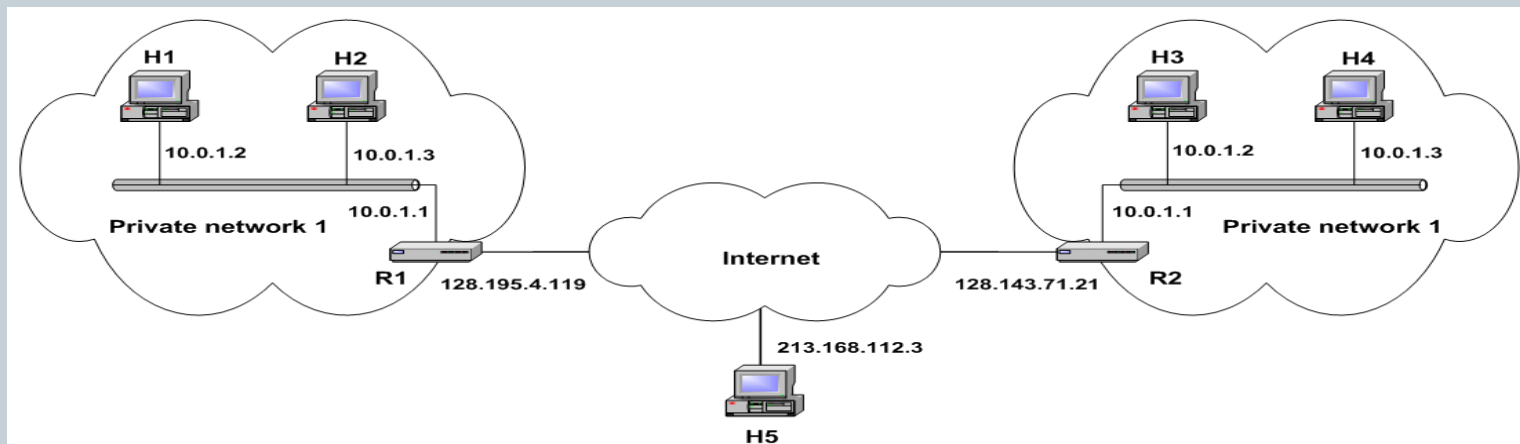 H1
H2
H3
H4
10.0.1.2
10.0.1.3
10.0.1.2
10.0.1.3
10.0.1.1
10.0.1.1
Private network 1
Private network 1
Internet
R1
128.195.4.119
128.143.71.21
R2
213.168.112.3
H5